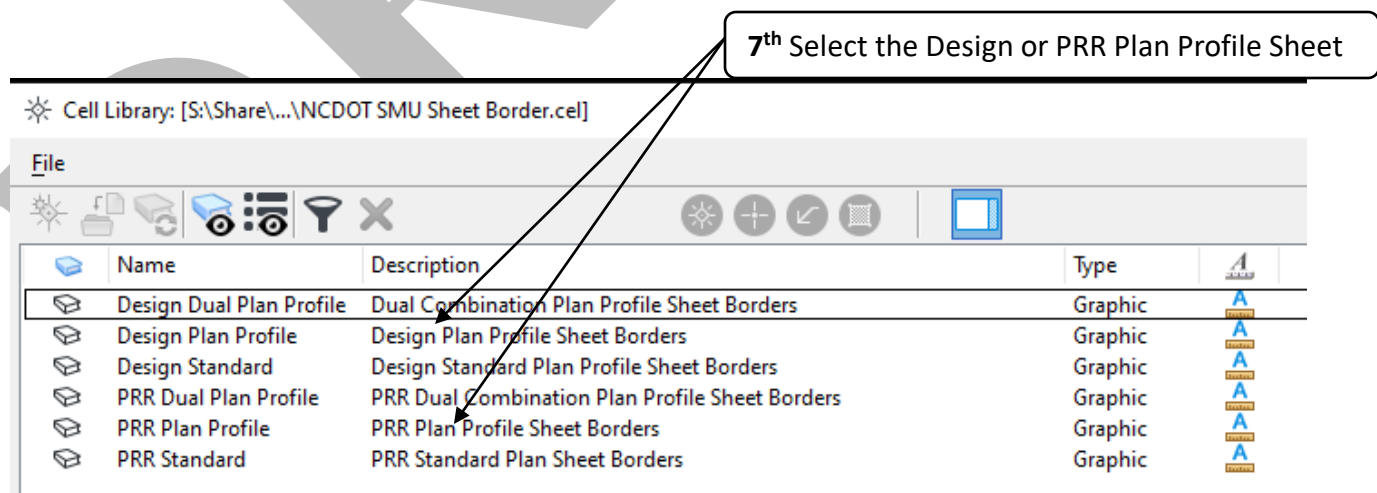 7th Select the Design or PRR Plan Profile Sheet
Cell Library: [S:\Share\...\NCDOT SMU Sheet Border.cel]
File
Name Description Type
Design Dual Plan Profile Dual Combination Plan Profile Sheet Borders Graphic
Design Plan Profile Design Plan Profile Sheet Borders Graphic
Design Standard Design Standard Plan Profile Sheet Borders Graphic
PRR Dual Plan Profile PRR Dual Combination Plan Profile Sheet Borders Graphic
PRR Plan Profile PRR Plan Profile Sheet Borders Graphic
PRR Standard PRR Standard Plan Sheet Borders Graphic